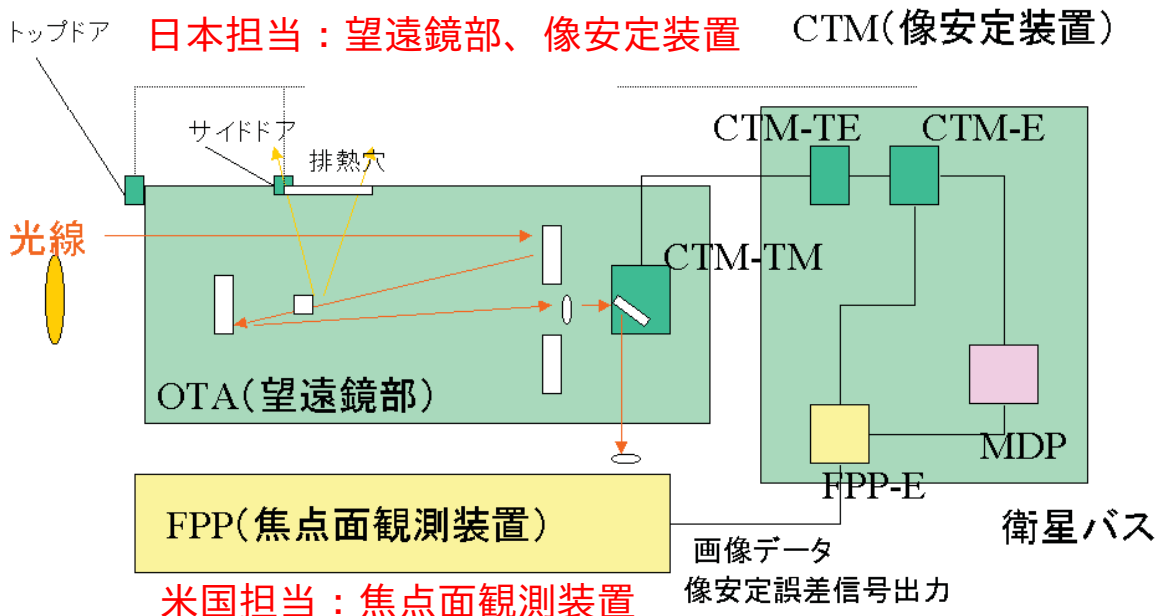 トップドア
日本担当：望遠鏡部、像安定装置
CTM(像安定装置)
サイドドア
排熱穴
CTM-TE
CTM-E
光線
CTM-TM
OTA(望遠鏡部)
MDP
FPP-E
FPP(焦点面観測装置)
衛星バス
画像データ
像安定誤差信号出力
米国担当：焦点面観測装置